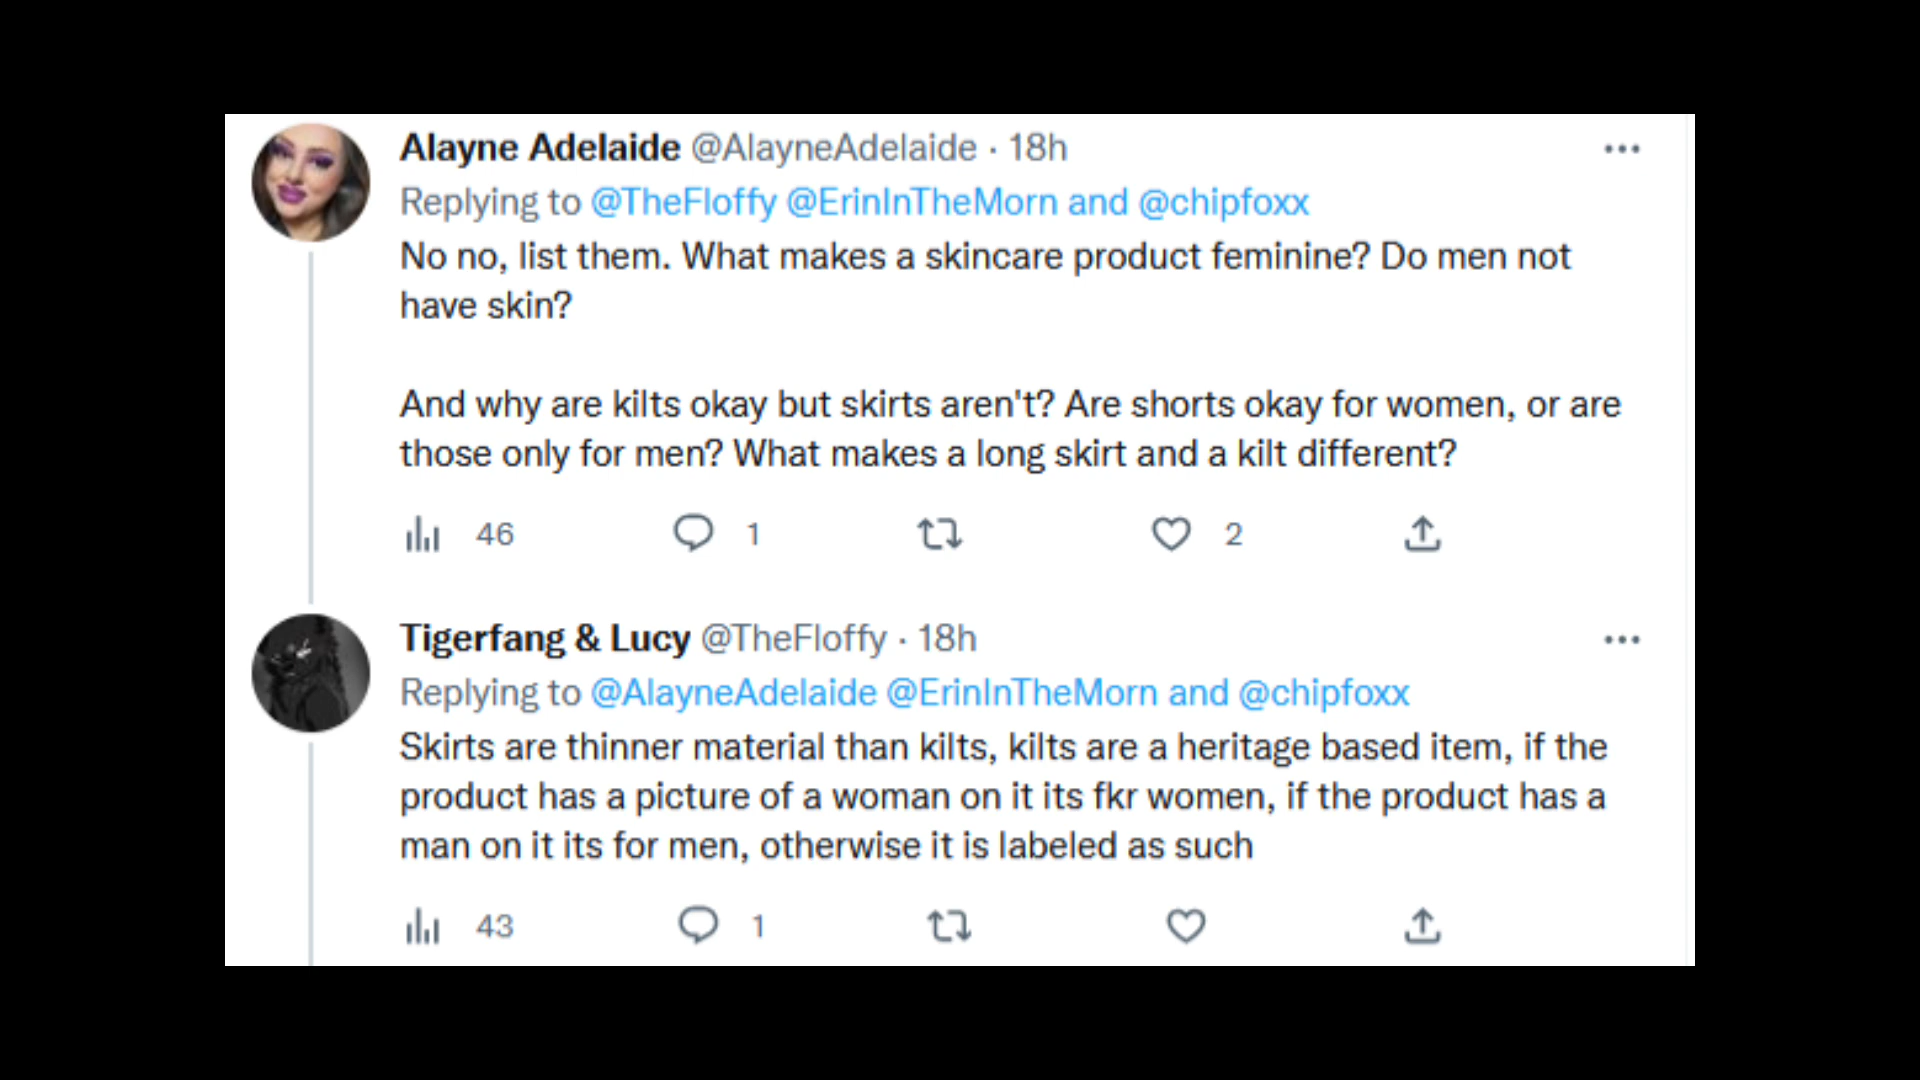 Alayne Adelaide @AlayneAdelaide · 18h
Replying to @TheFloffy @ErinInTheMorn and @chipfoxx
No no, list them. What makes a skincare product feminine? Do men not
have skin?
And why are kilts okay but skirts aren't? Are shorts okay for women, or are
those only for men? What makes a long skirt and a kilt different?
46 1 2
Tigerfang & Lucy @TheFloffy · 18h
Replying to @AlayneAdelaide @ErinInTheMorn and @chipfoxx
Skirts are thinner material than kilts, kilts are a heritage based item, if the
product has a picture of a woman on it its fkr women, if the product has a
man on it its for men, otherwise it is labeled as such
43 1